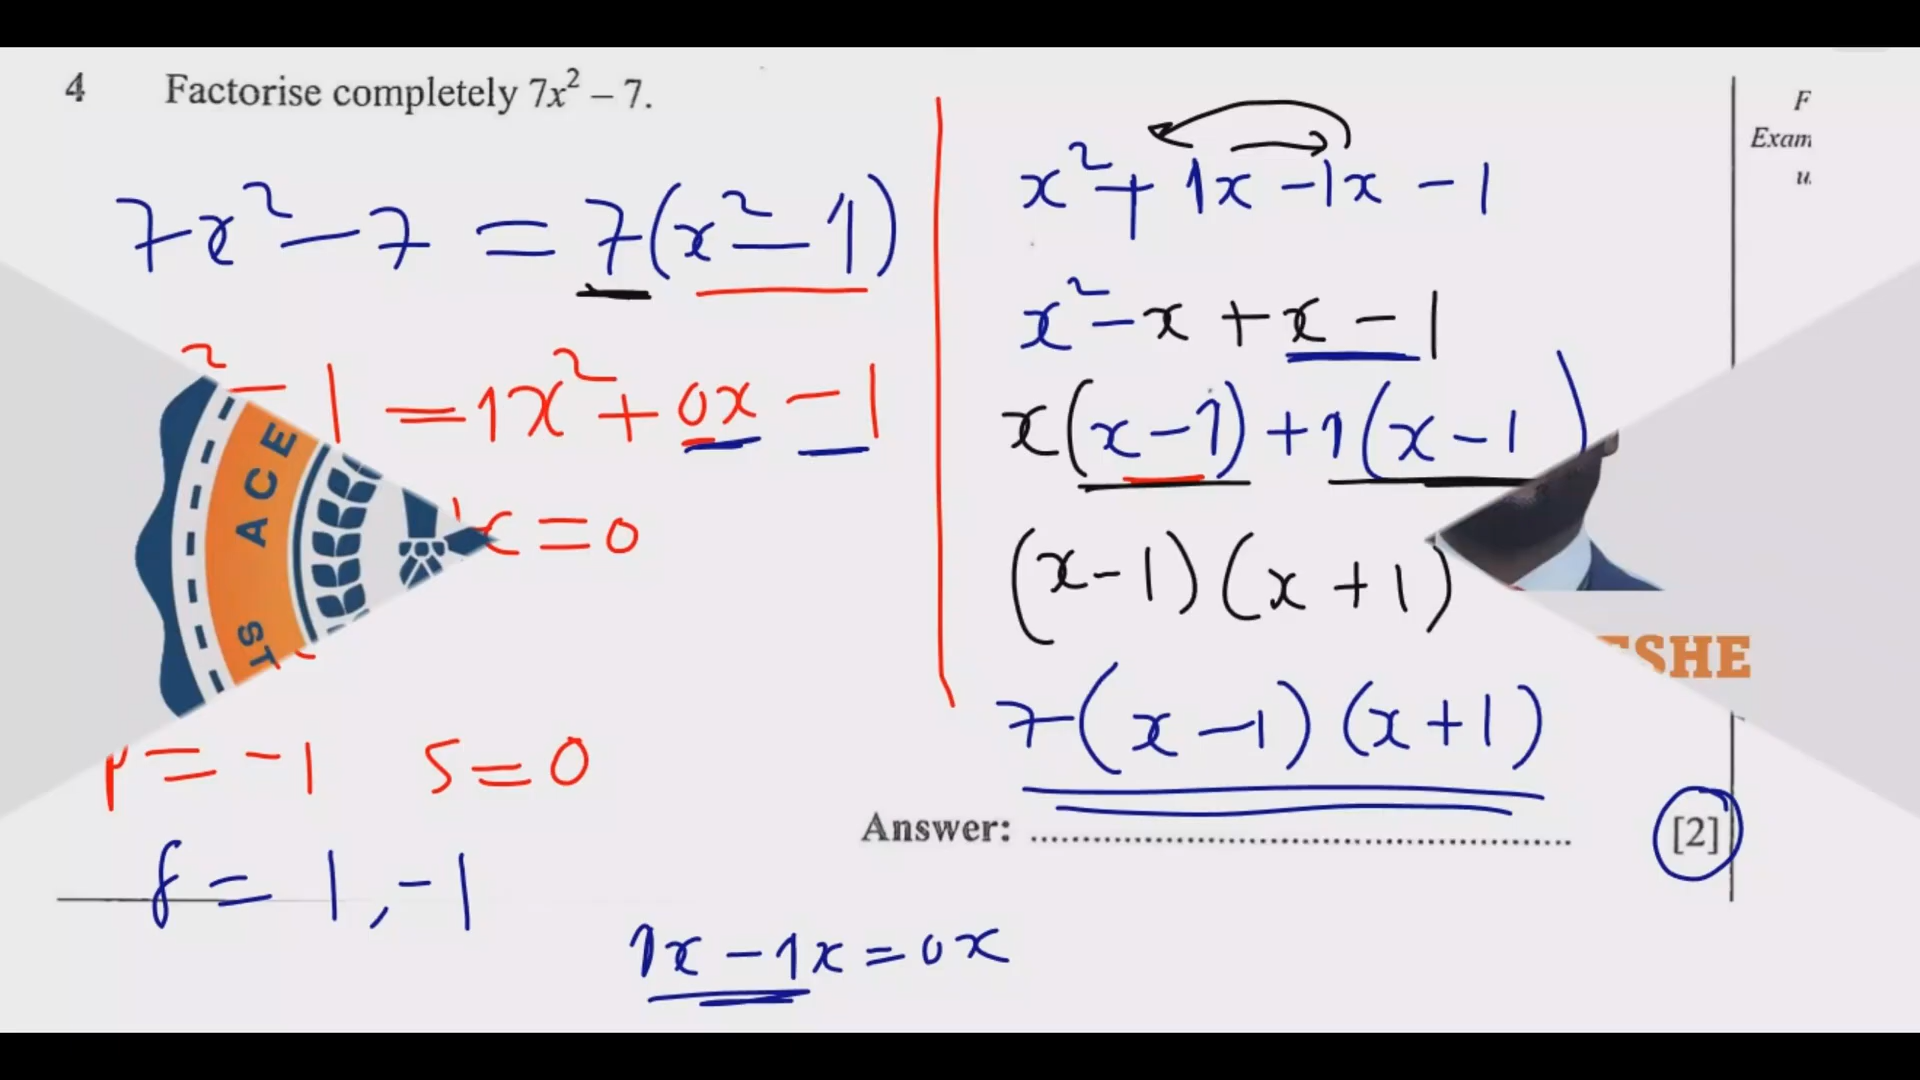 4 Factorise completely 7x² – 7.
7x² – 7 = 7(x² – 1)
² – 1 = 1x² + 0x – 1
= 0
= -1 S = 0
f = 1, -1
1x – 1x = 0x
x² + 1x – 1x – 1
x² – x + x – 1
x(x – 1) + 1(x – 1)
(x – 1)(x + 1)
7(x – 1)(x + 1)
Answer: ............................................................ [2]
F
Exam
u.
ACE
TS
SHE